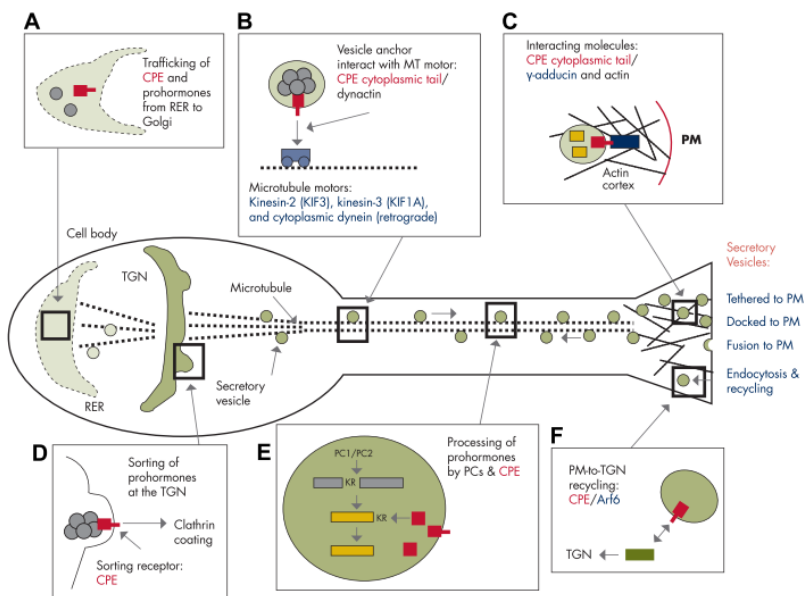 A
Trafficking of
CPE and
prohormones
from RER to
Golgi
B
Vesicle anchor
interact with MT motor:
CPE cytoplasmic tail/
dynactin
Microtubule motors:
Kinesin-2 (KIF3), kinesin-3 (KIF1A),
and cytoplasmic dynein (retrograde)
C
Interacting molecules:
CPE cytoplasmic tail/
γ-adducin and actin
PM
Actin
cortex
Cell body
TGN
Microtubule
Secretory
vesicle
RER
Secretory
Vesicles:
Tethered to PM
Docked to PM
Fusion to PM
Endocytosis &
recycling
D
Sorting of
prohormones
at the TGN
Clathrin
coating
Sorting receptor:
CPE
E
PC1/PC2
KR
KR
Processing of
prohormones
by PCs & CPE
F
PM-to-TGN
recycling:
CPE/Arf6
TGN